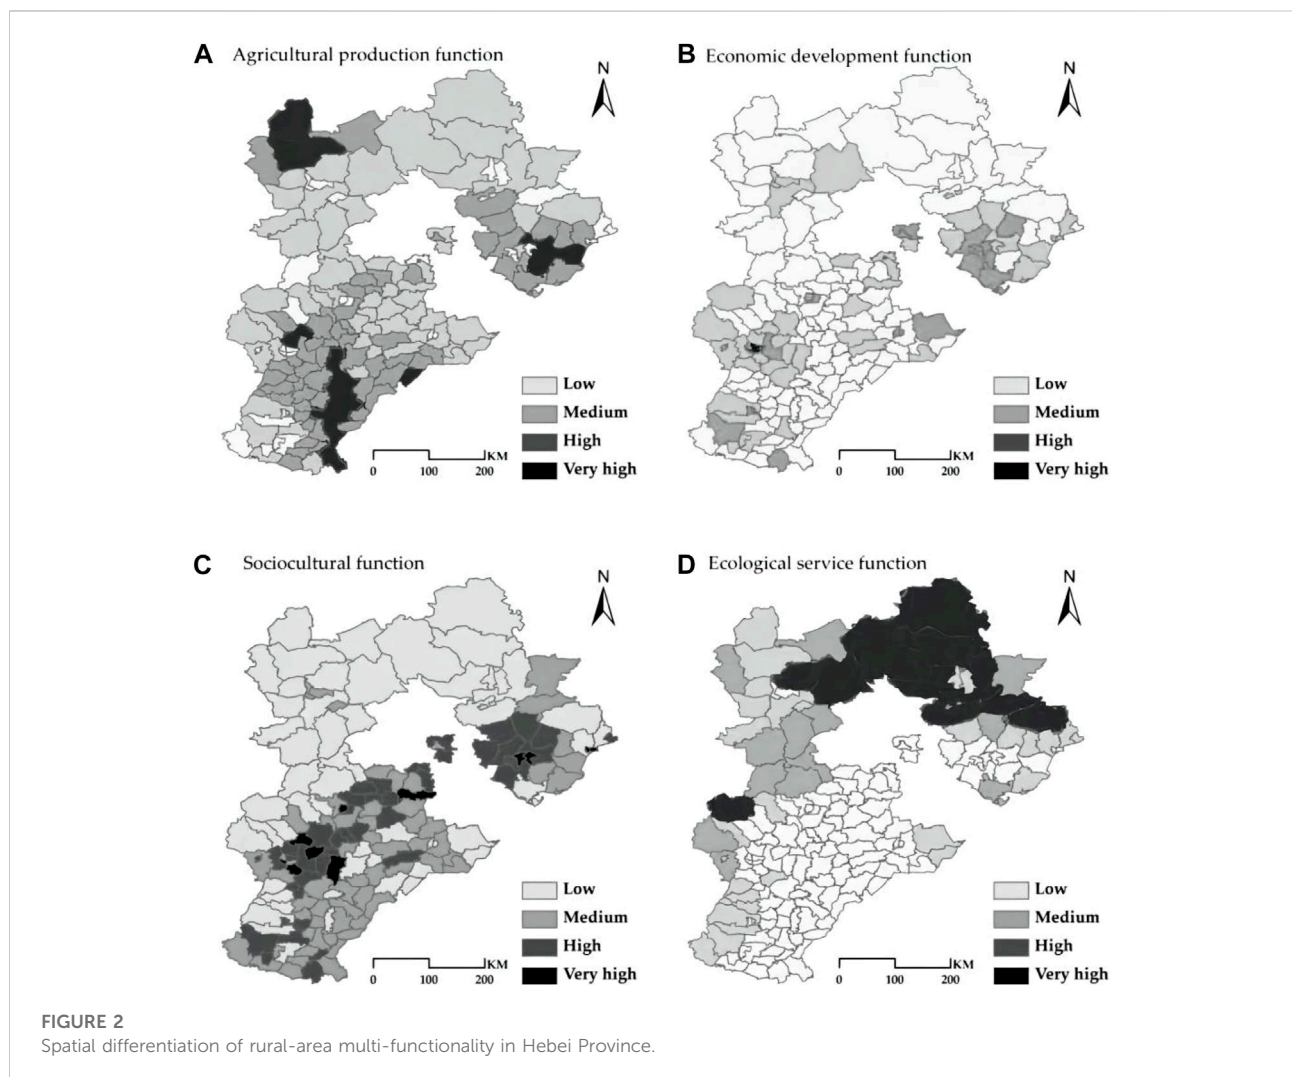 A Agricultural production function
N
Low
Medium
High
Very high
0 100 200 KM
B Economic development function
N
Low
Medium
High
Very high
0 100 200 KM
C Sociocultural function
N
Low
Medium
High
Very high
0 100 200 KM
D Ecological service function
N
Low
Medium
High
Very high
0 100 200 KM
FIGURE 2
Spatial differentiation of rural-area multi-functionality in Hebei Province.